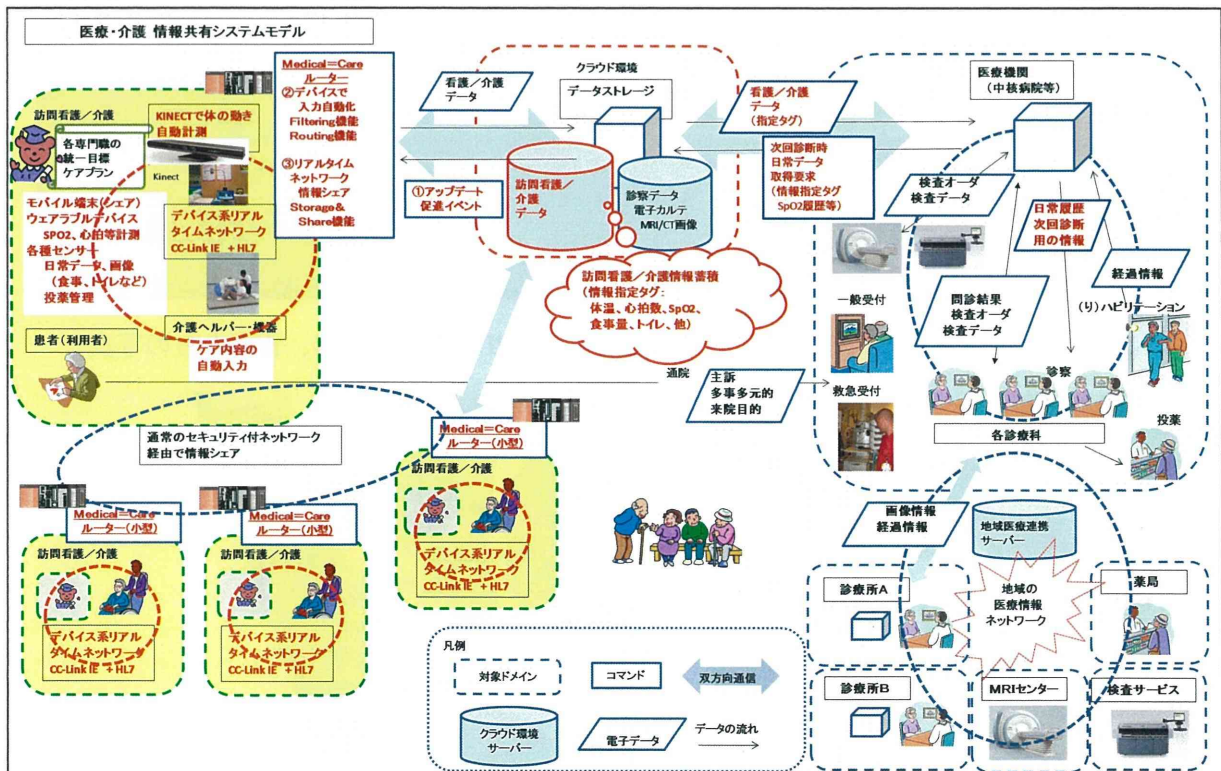 医療・介護 情報共有システムモデル
訪問看護／介護
各専門職の
統一目標
ケアプラン
KINECTで体の動き
自動計測
Kinect
モバイル端末(シェア)
ウェアラブルデバイス
SPO2、心拍等計測
各種センサー
日常データ、画像
(食事、トイレなど)
投薬管理
デバイス系リアル
タイムネットワーク
CC-Link IE + HL7
介護ヘルパー・機器
ケア内容の
自動入力
患者(利用者)
Medical=Care
ルーター
②デバイスで
入力自動化
Filtering機能
Routing機能
③リアルタイム
ネットワーク
情報シェア
Storage&
Share機能
看護／介護
データ
①アップデート
促進イベント
クラウド環境
データストレージ
訪問看護／
介護
データ
診察データ
電子カルテ
MRI/CT画像
訪問看護／介護情報蓄積
(情報指定タグ:
体温、心拍数、SpO2、
食事量、トイレ、他)
看護／介護
データ
(指定タグ)
次回診断時
日常データ
取得要求
(情報指定タグ
SpO2履歴等)
医療機関
(中核病院等)
検査オーダ
検査データ
日常履歴
次回診断
用の情報
経過情報
問診結果
検査オーダ
検査データ
(り)ハビリテーション
一般受付
救急受付
通院
主訴
多事多元的
来院目的
診察
各診療科
投薬
通常のセキュリティ付ネットワーク
経由で情報シェア
Medical=Care
ルーター(小型)
訪問看護／介護
デバイス系リアル
タイムネットワーク
CC-Link IE + HL7
Medical=Care
ルーター(小型)
訪問看護／介護
デバイス系リアル
タイムネットワーク
CC-Link IE + HL7
Medical=Care
ルーター(小型)
訪問看護／介護
デバイス系リアル
タイムネットワーク
CC-Link IE + HL7
画像情報
経過情報
地域医療連携
サーバー
地域の
医療情報
ネットワーク
診療所A
薬局
診療所B
MRIセンター
検査サービス
凡例
対象ドメイン
コマンド
双方向通信
クラウド環境
サーバー
電子データ
データの流れ